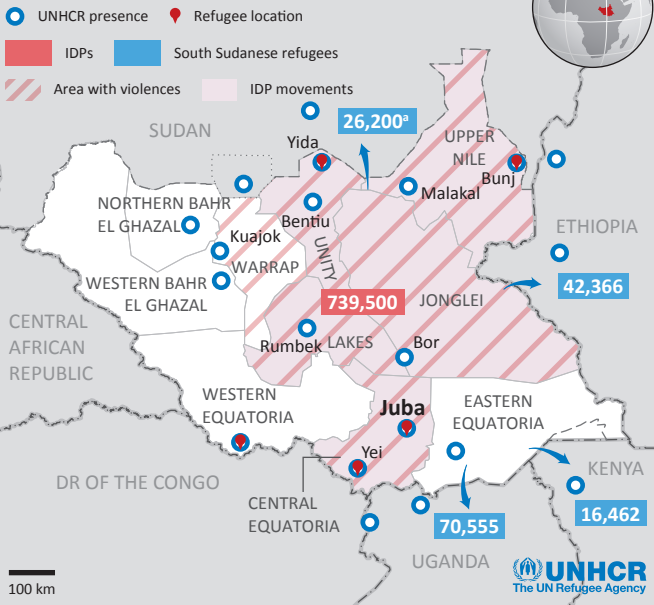 UNHCR presence
Refugee location
IDPs
South Sudanese refugees
Area with violences
IDP movements
SUDAN
26,200ᵃ
Yida
UPPER
NILE
Bunj
Malakal
NORTHERN BAHR
EL GHAZAL
Bentiu
ETHIOPIA
Kuajok
UNITY
WARRAP
WESTERN BAHR
EL GHAZAL
42,366
739,500
JONGLEI
CENTRAL
AFRICAN
REPUBLIC
Rumbek
LAKES
Bor
WESTERN
EQUATORIA
Juba
EASTERN
EQUATORIA
Yei
DR OF THE CONGO
KENYA
CENTRAL
EQUATORIA
16,462
70,555
UGANDA
UNHCR
The UN Refugee Agency
100 km